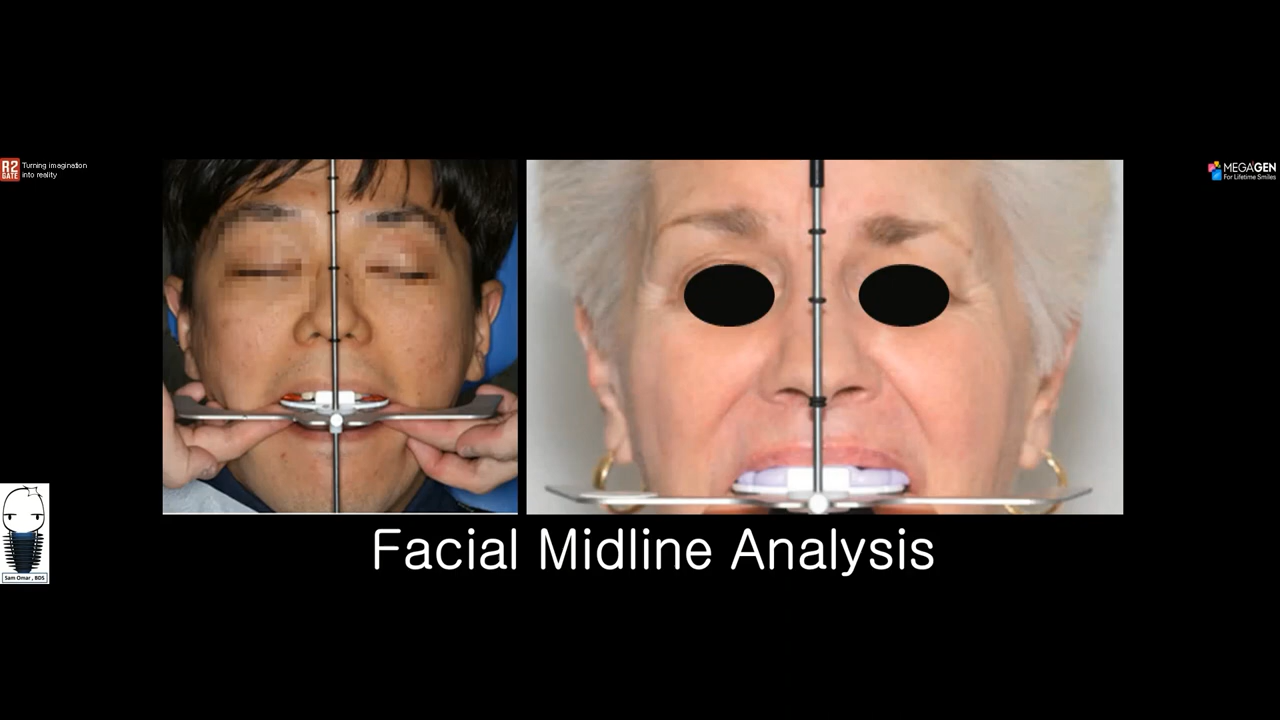 R2
GATE
Turning imagination
into reality
MEGAGEN
For Lifetime Smiles
Sam Omar , BDS
Facial Midline Analysis